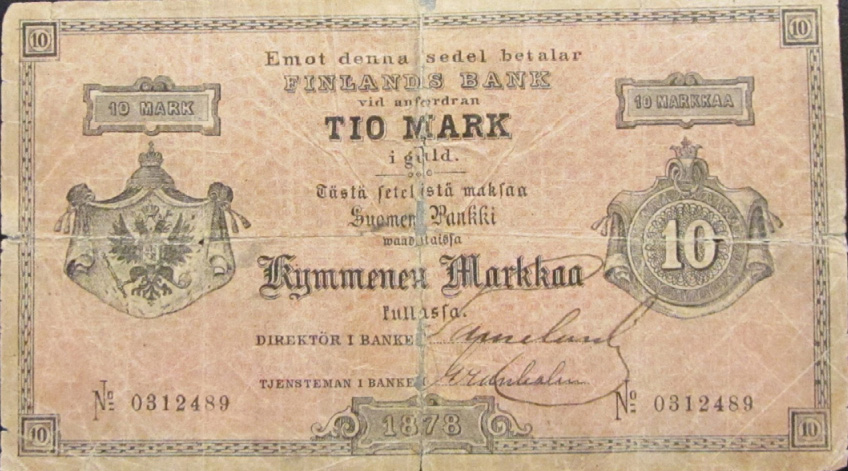 10 10
Emot denna sedel betalar
FINLANDS BANK
vid anfordran
10 MARK 10 MARKKAA
TIO MARK
i guld.
Tästä setelistä maksaa
Suomen Pankki
waadittaissa
10
Kymmenen Markkaa
kullassa.
DIREKTÖR I BANKEN
TJENSTEMAN I BANKEN
№ 0312489 № 0312489
10 1878 10